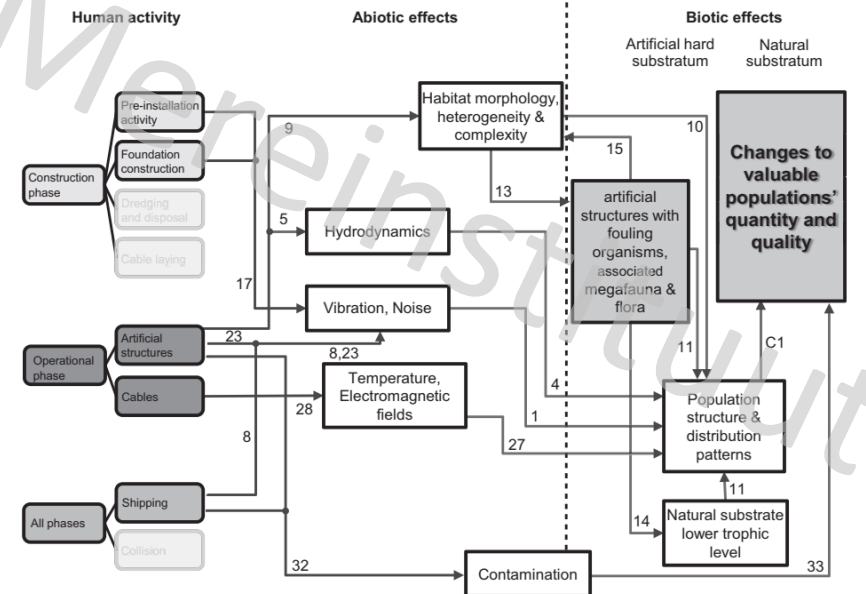 Human activity
Abiotic effects
Biotic effects
Artificial hard
substratum
Natural
substratum
Pre-installation
activity
Foundation
construction
Construction
phase
Dredging
and disposal
Cable laying
Artificial
structures
Operational
phase
Cables
Shipping
All phases
Collision
Habitat morphology,
heterogeneity &
complexity
Hydrodynamics
Vibration, Noise
Temperature,
Electromagnetic
fields
Contamination
artificial
structures with
fouling
organisms,
associated
megafauna &
flora
Changes to
valuable
populations'
quantity and
quality
Population
structure &
distribution
patterns
Natural substrate
lower trophic
level
9
10
15
13
5
17
23
8,23
28
8
4
1
27
11
C1
11
14
32
33
Mereinstituut